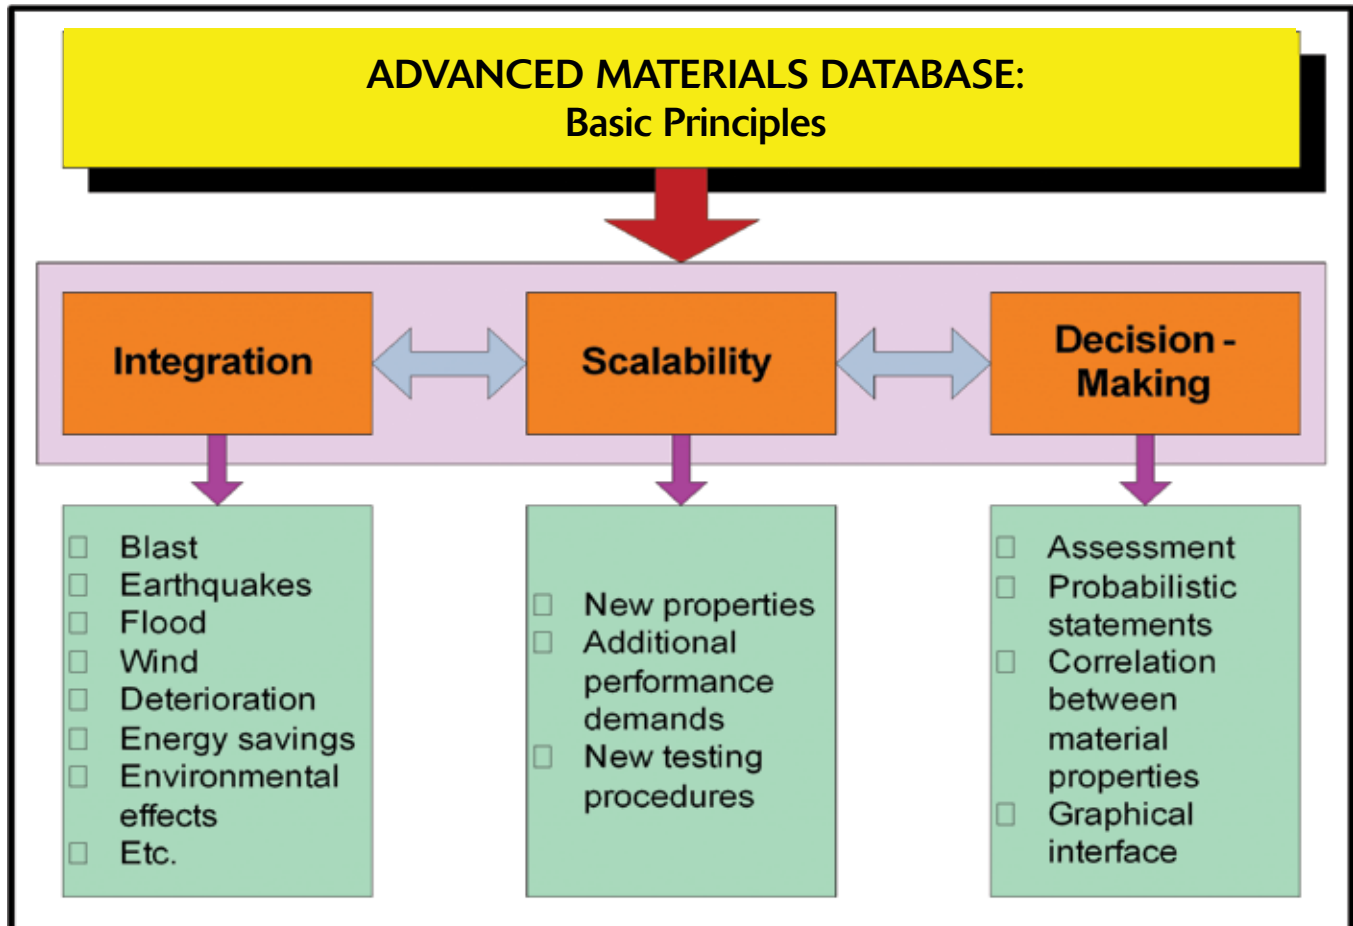 ADVANCED MATERIALS DATABASE:
Basic Principles
Integration
Scalability
Decision -
Making
Blast
Earthquakes
Flood
Wind
Deterioration
Energy savings
Environmental
effects
Etc.
New properties
Additional
performance
demands
New testing
procedures
Assessment
Probabilistic
statements
Correlation
between
material
properties
Graphical
interface